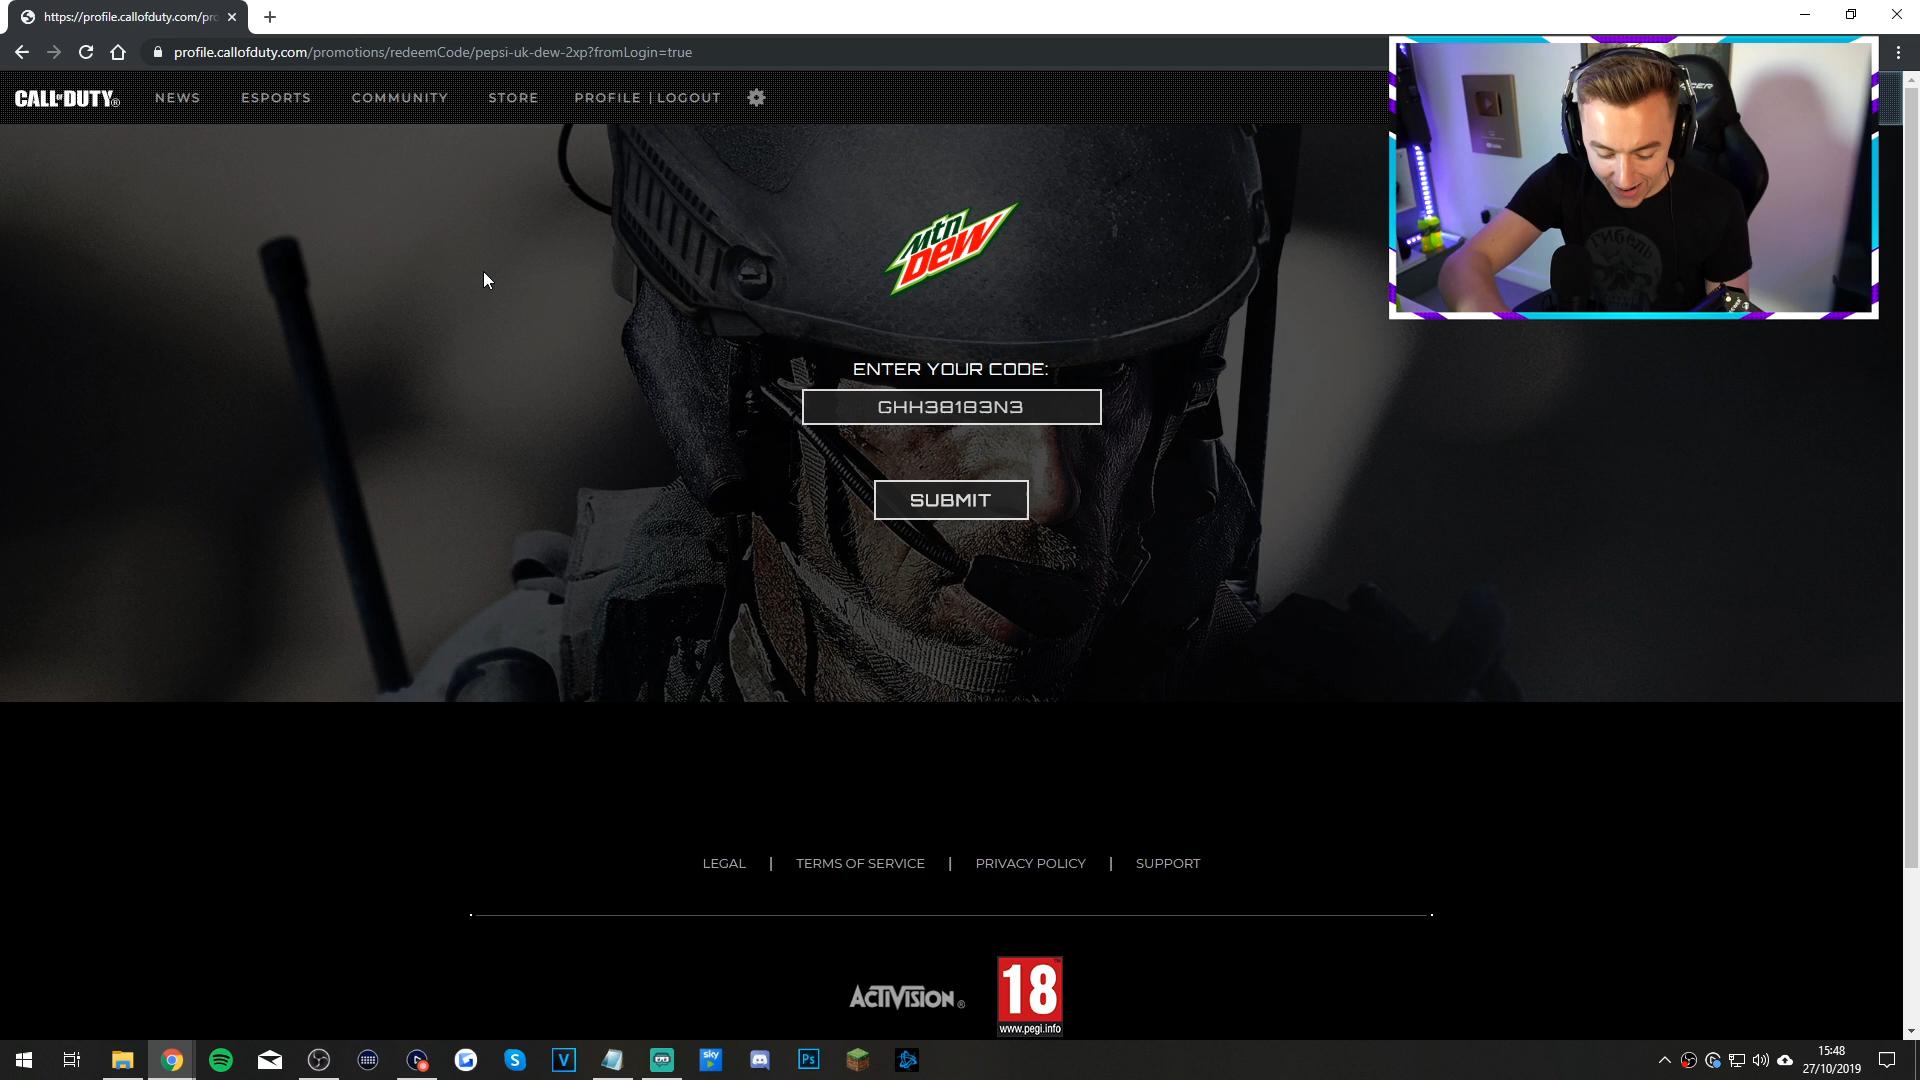 https://profile.callofduty.com/pro
profile.callofduty.com/promotions/redeemCode/pepsi-uk-dew-2xp?fromLogin=true
CALL OF DUTY®
NEWS
ESPORTS
COMMUNITY
STORE
PROFILE | LOGOUT
mtn
DEW
ENTER YOUR CODE:
GHH38183N3
SUBMIT
LEGAL | TERMS OF SERVICE | PRIVACY POLICY | SUPPORT
ACTIVISION®
18
www.pegi.info
sky
Ps
15:48
27/10/2019